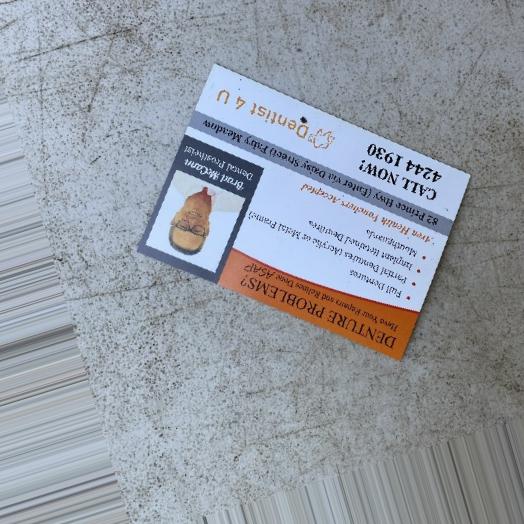 DENTURE PROBLEMS?
Have Your Repairs and Relines Done ASAP
• Full Dentures
• Partial Dentures (Acrylic or Metal Frame)
• Implant Retained Dentures
• Mouthguards
Health Vouchers Accepted
Brad McCann
Dental Prosthetist
82 Prince Hwy (Enter via Daisy Street) Fairy Meadow
CALL NOW!
4244 1930
Dentist 4 U